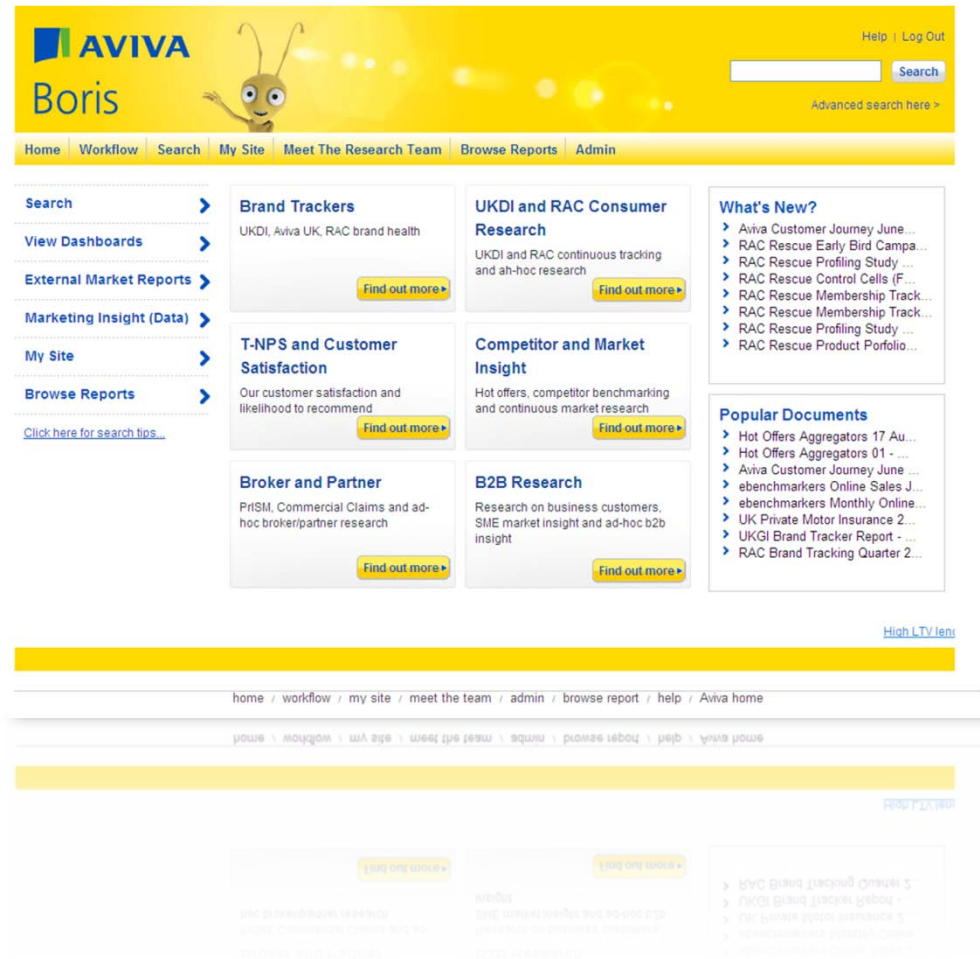 AVIVA
Boris
Help | Log Out
Search
Advanced search here >
Home Workflow Search My Site Meet The Research Team Browse Reports Admin
Search
View Dashboards
External Market Reports
Marketing Insight (Data)
My Site
Browse Reports
Click here for search tips...
Brand Trackers
UKDI, Aviva UK, RAC brand health
Find out more
UKDI and RAC Consumer
Research
UKDI and RAC continuous tracking
and ah-hoc research
Find out more
T-NPS and Customer
Satisfaction
Our customer satisfaction and
likelihood to recommend
Find out more
Competitor and Market
Insight
Hot offers, competitor benchmarking
and continuous market research
Find out more
Broker and Partner
PrISM, Commercial Claims and ad-
hoc broker/partner research
Find out more
B2B Research
Research on business customers,
SME market insight and ad-hoc b2b
insight
Find out more
What's New?
Aviva Customer Journey June...
RAC Rescue Early Bird Campa...
RAC Rescue Profiling Study ...
RAC Rescue Control Cells (F...
RAC Rescue Membership Track...
RAC Rescue Membership Track...
RAC Rescue Profiling Study ...
RAC Rescue Product Porfolio...
Popular Documents
Hot Offers Aggregators 17 Au...
Hot Offers Aggregators 01 - ...
Aviva Customer Journey June ...
ebenchmarkers Online Sales J...
ebenchmarkers Monthly Online...
UK Private Motor Insurance 2...
UKGI Brand Tracker Report - ...
RAC Brand Tracking Quarter 2...
High LTV len
home / workflow / my site / meet the team / admin / browse report / help / Aviva home